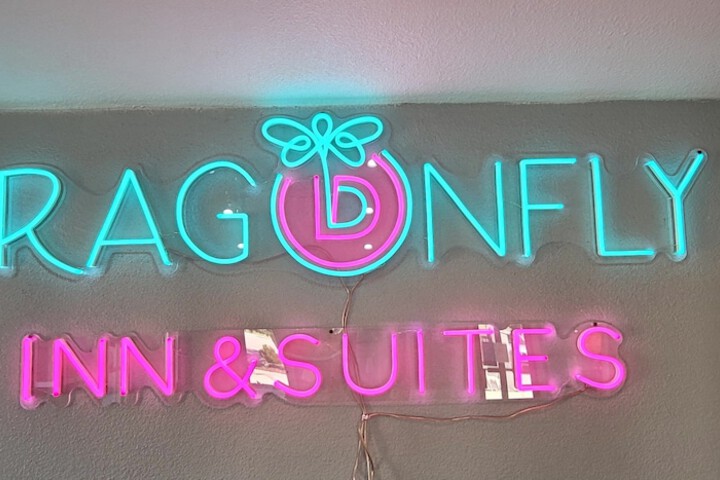 RAGONFLY
D
INN & SUITES